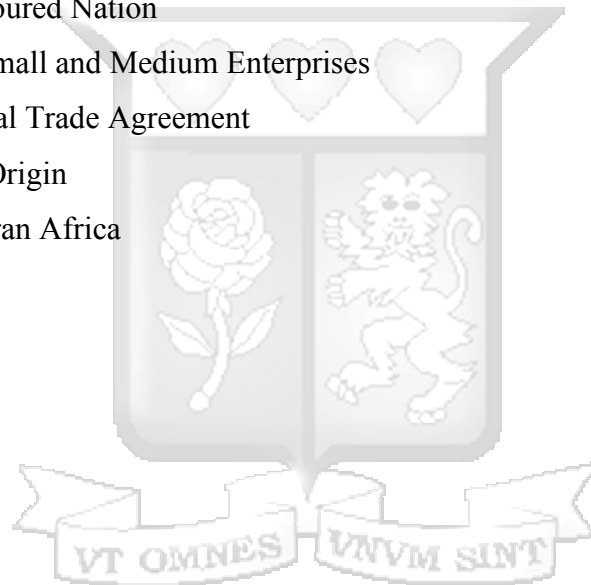 oured Nation
mall and Medium Enterprises
al Trade Agreement
Origin
ran Africa
VT OMNES VNVM SINT